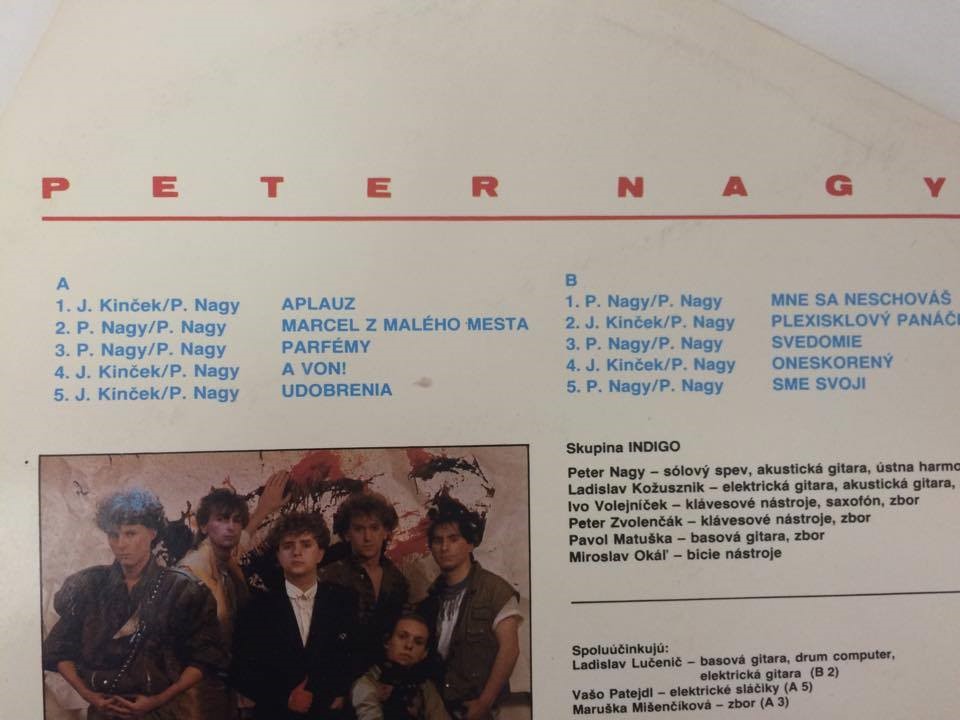 PETER NAGY
A
1. J. Kinček/P. Nagy APLAUZ
2. P. Nagy/P. Nagy MARCEL Z MALÉHO MESTA
3. P. Nagy/P. Nagy PARFÉMY
4. J. Kinček/P. Nagy A VON!
5. J. Kinček/P. Nagy UDOBRENIA
B
1. P. Nagy/P. Nagy MNE SA NESCHOVÁŠ
2. J. Kinček/P. Nagy PLEXISKLOVÝ PANÁČI
3. P. Nagy/P. Nagy SVEDOMIE
4. J. Kinček/P. Nagy ONESKORENÝ
5. P. Nagy/P. Nagy SME SVOJI
Skupina INDIGO
Peter Nagy – sólový spev, akustická gitara, ústna harmo
Ladislav Kožusznik – elektrická gitara, akustická gitara,
Ivo Volejníček – klávesové nástroje, saxofón, zbor
Peter Zvolenčák – klávesové nástroje, zbor
Pavol Matuška – basová gitara, zbor
Miroslav Okáľ – bicie nástroje
Spoluúčinkujú:
Ladislav Lučenič – basová gitara, drum computer,
elektrická gitara (B 2)
Vašo Patejdl – elektrické sláčiky (A 5)
Maruška Mišenčíková – zbor (A 3)